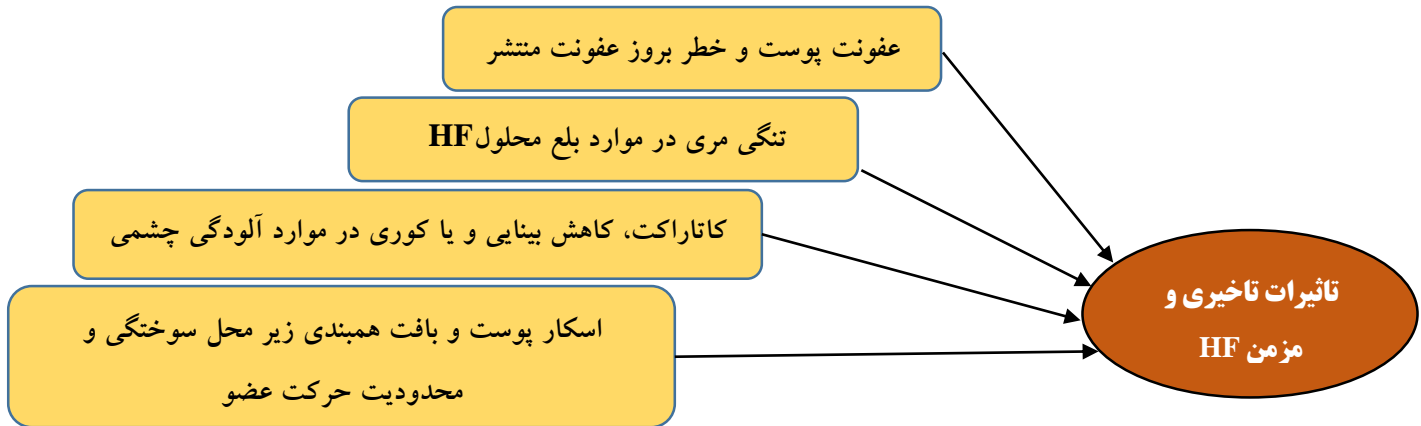 عفونت پوست و خطر بروز عفونت منتشر
تنگی مری در موارد بلع محلولHF
کاتاراکت، کاهش بینایی و یا کوری در موارد آلودگی چشمی
اسکار پوست و بافت همبندی زیر محل سوختگی و
محدودیت حرکت عضو
تاثیرات تاخیری و
مزمن HF